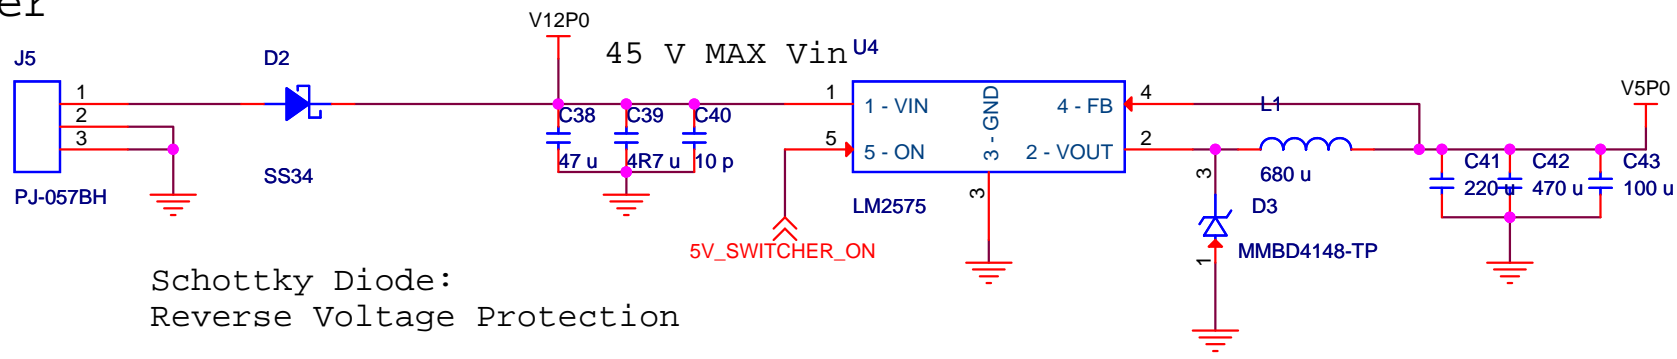 er
V12P0
45 V MAX Vin
U4
J5
D2
V5P0
1
2
3
1
5
1 - VIN
5 - ON
3 - GND
4 - FB
2 - VOUT
4
2
L1
C38
C39
C40
47 u
4R7 u
10 p
680 u
C41
C42
C43
220 u
470 u
100 u
SS34
PJ-057BH
LM2575
3
3
D3
1
MMBD4148-TP
5V_SWITCHER_ON
Schottky Diode:
Reverse Voltage Protection